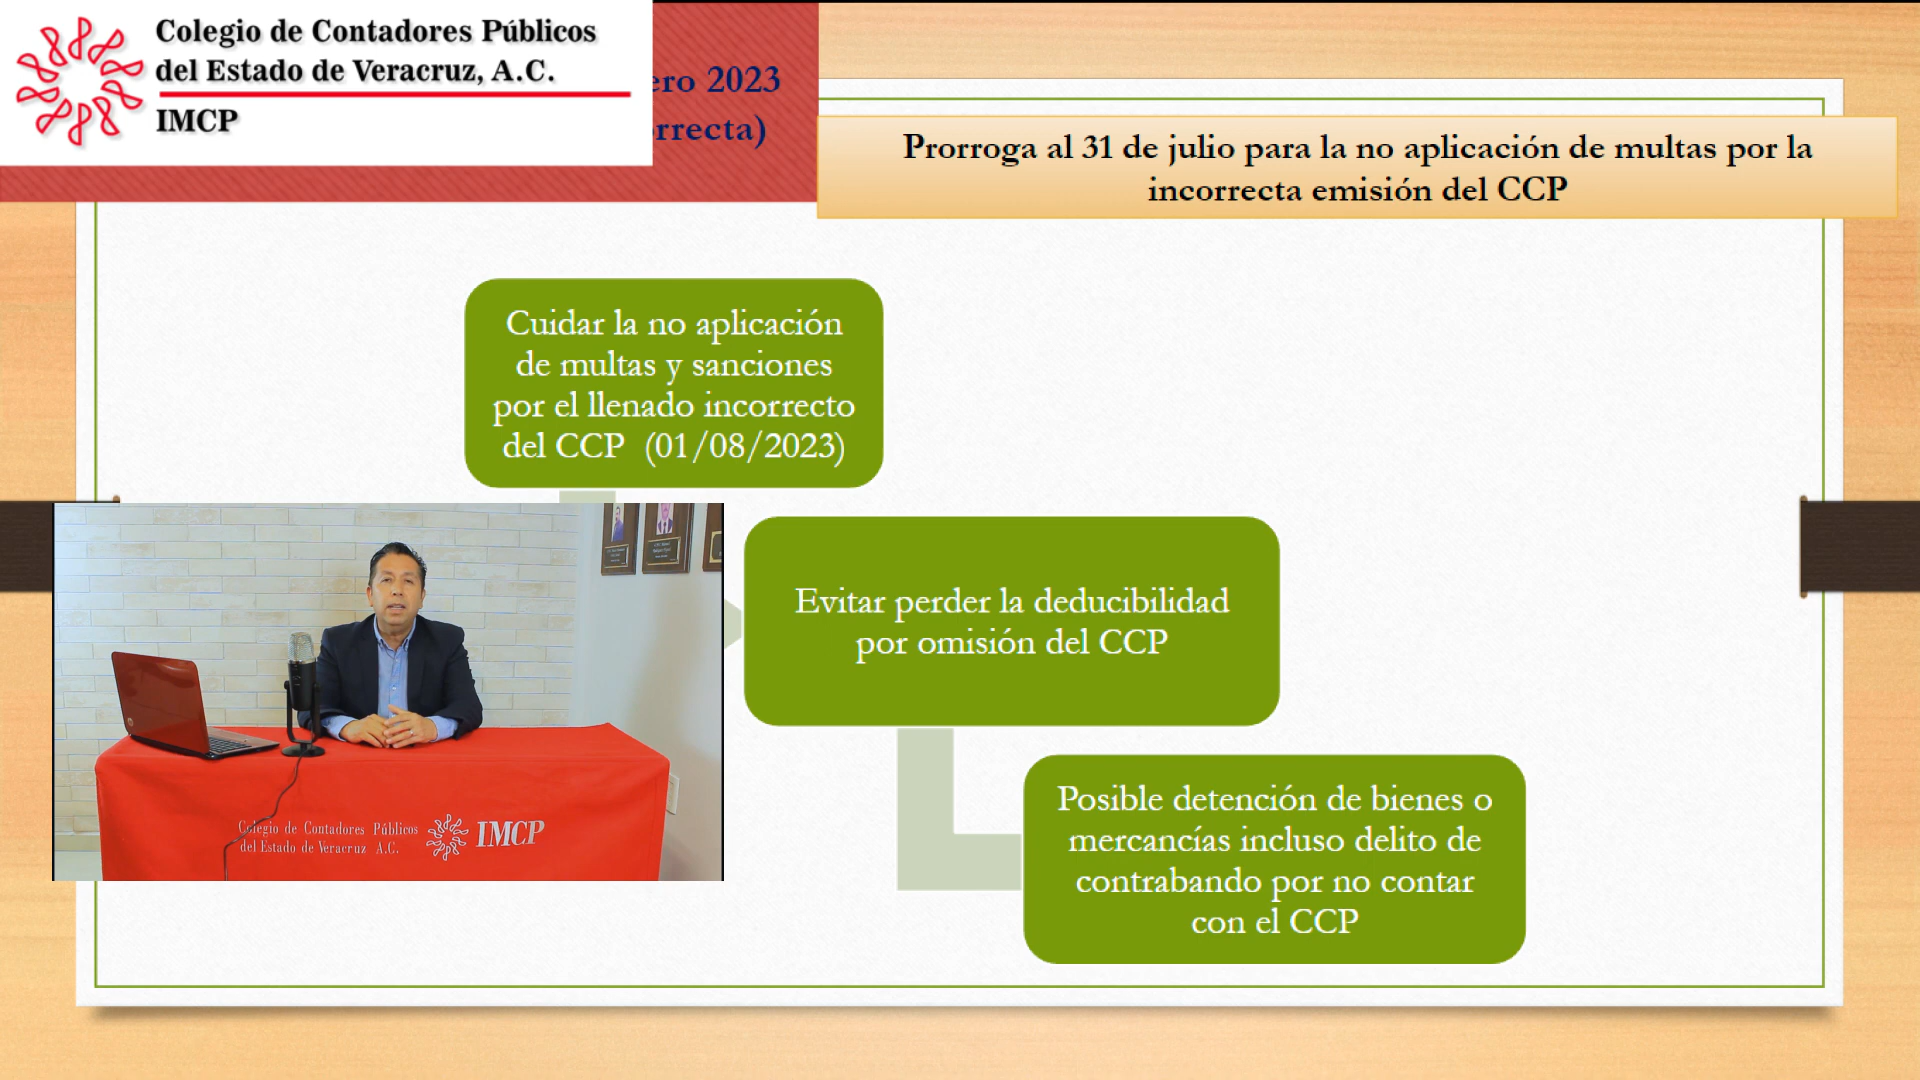 Colegio de Contadores Públicos
del Estado de Veracruz, A.C.
IMCP
ero 2023
orrecta)
Prorroga al 31 de julio para la no aplicación de multas por la
incorrecta emisión del CCP
Cuidar la no aplicación
de multas y sanciones
por el llenado incorrecto
del CCP (01/08/2023)
Evitar perder la deducibilidad
por omisión del CCP
Posible detención de bienes o
mercancías incluso delito de
contrabando por no contar
con el CCP
Colegio de Contadores Públicos
del Estado de Veracruz A.C.
IMCP